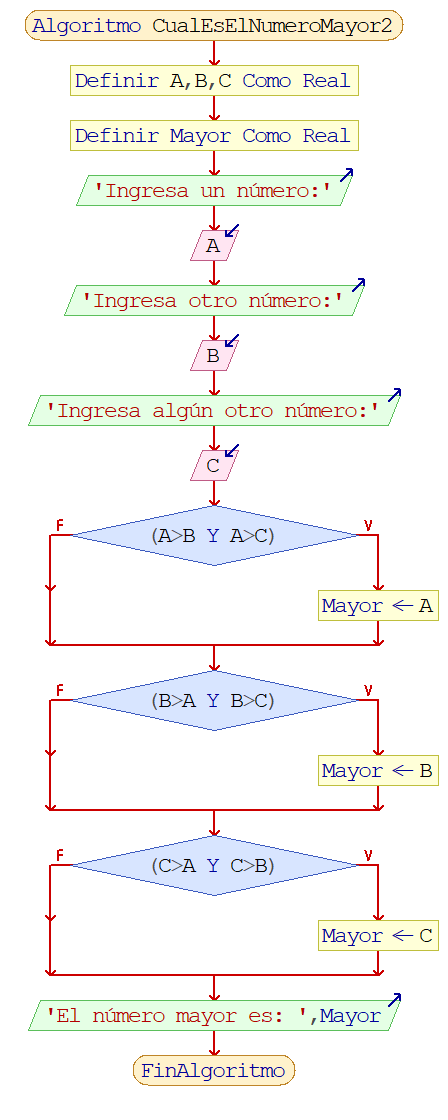 Algoritmo CualEsElNumeroMayor2
Definir A,B,C Como Real
Definir Mayor Como Real
'Ingresa un número:'
A
'Ingresa otro número:'
B
'Ingresa algún otro número:'
C
F (A>B Y A>C) V
Mayor ← A
F (B>A Y B>C) V
Mayor ← B
F (C>A Y C>B) V
Mayor ← C
'El número mayor es: ',Mayor
FinAlgoritmo